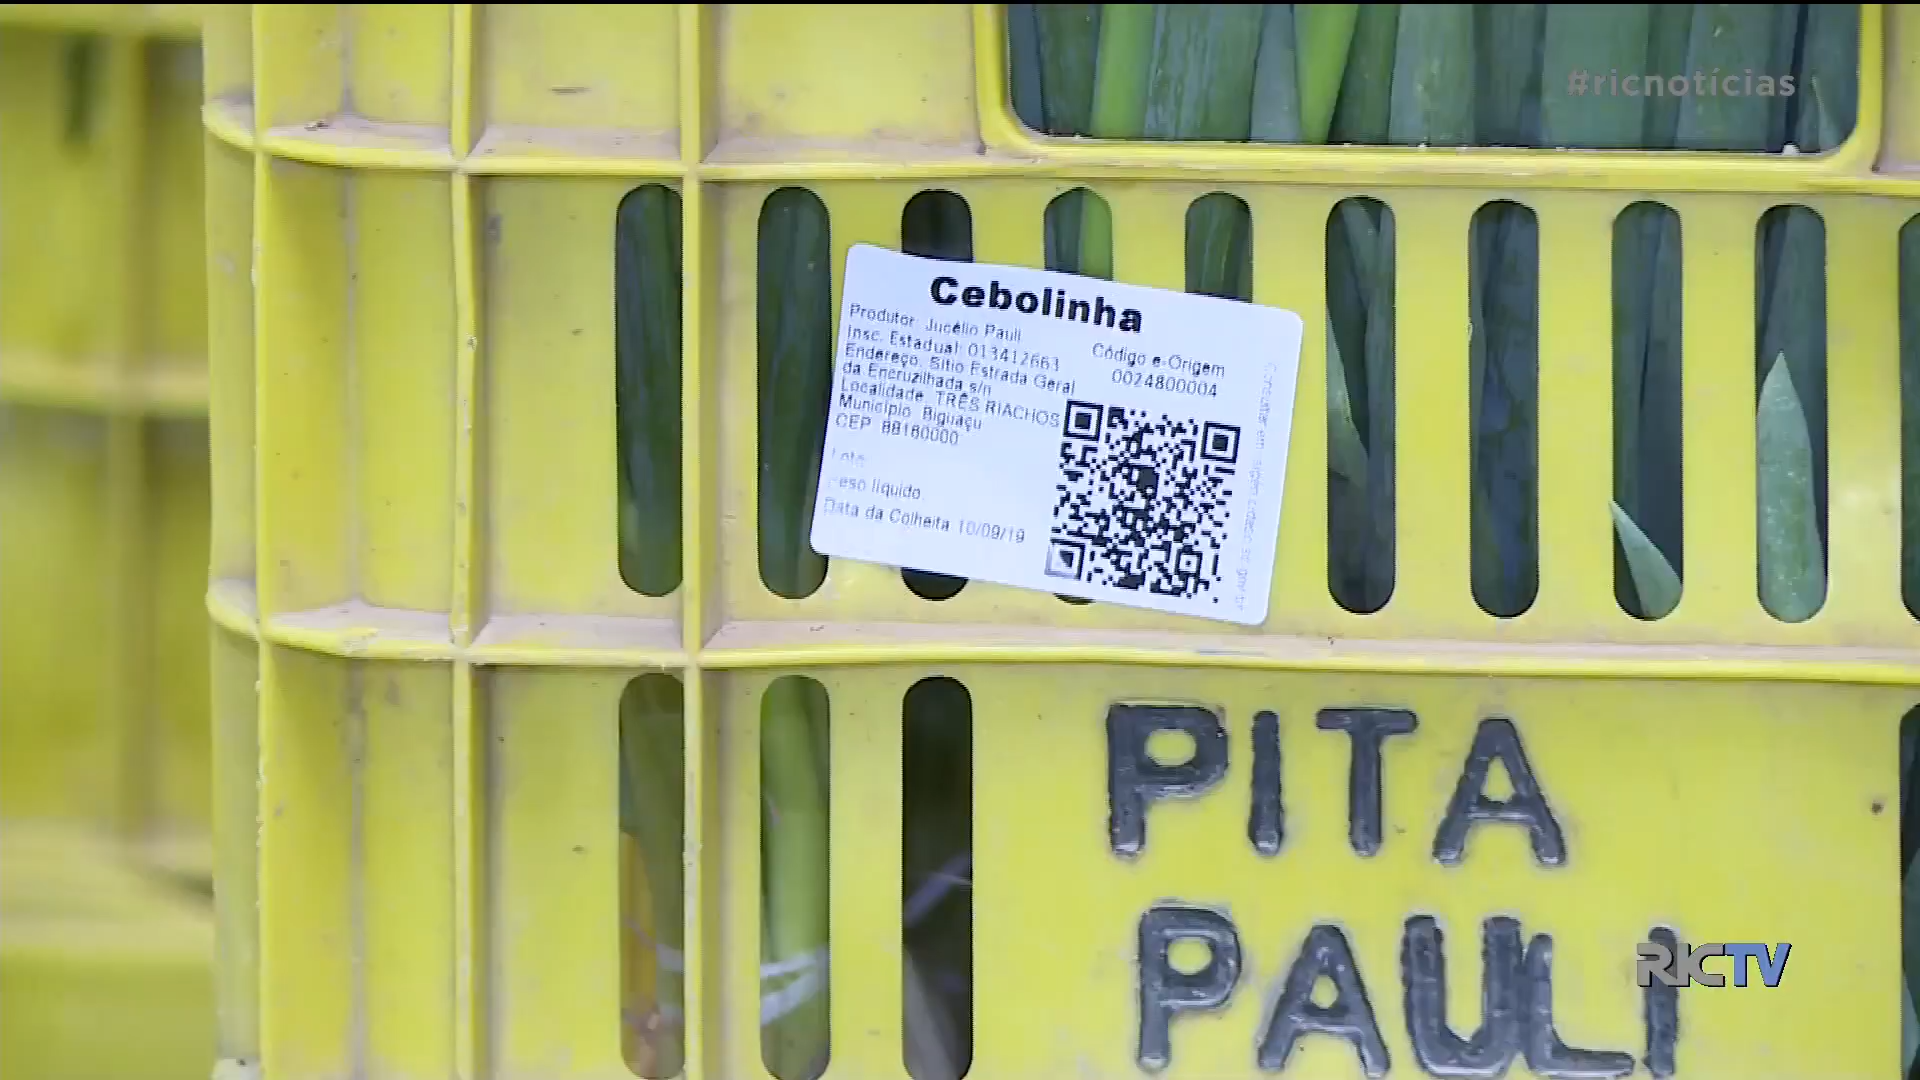 #ricnotícias
Cebolinha
Produtor: Jucélio Pauli
Insc. Estadual: 013412663
Endereço: Sítio Estrada Geral
da Encruzilhada s/n
Localidade: TRÊS RIACHOS
Município: Biguaçu
CEP: 88160000
Código e-Origem
0024800004
Lote:
Peso líquido:
Data da Colheita 10/09/19
PITA
PAULI
RICTV